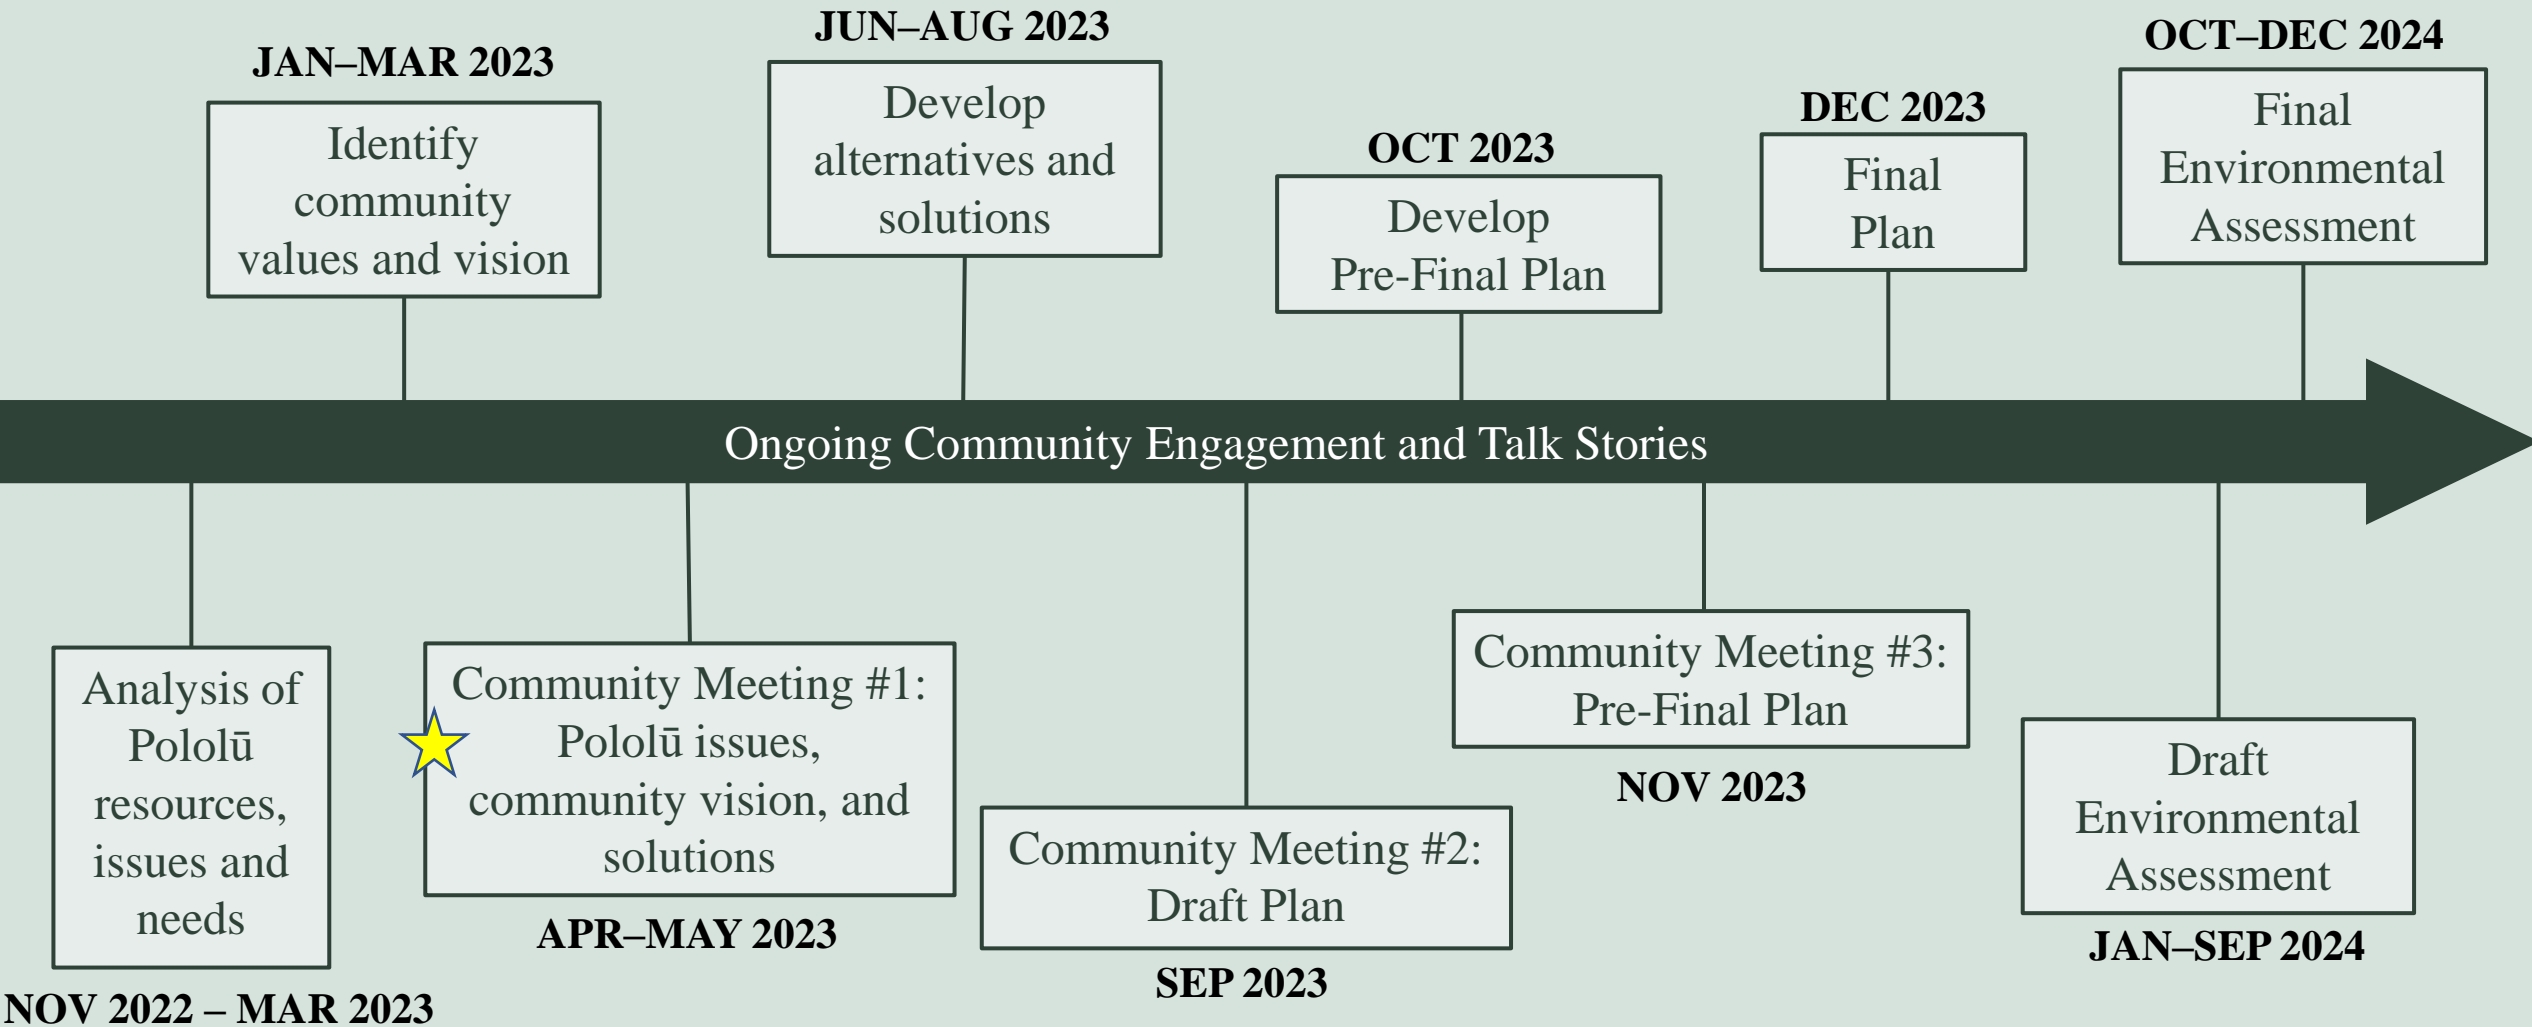 JAN–MAR 2023
Identify
community
values and vision
JUN–AUG 2023
Develop
alternatives and
solutions
OCT 2023
Develop
Pre-Final Plan
DEC 2023
Final
Plan
OCT–DEC 2024
Final
Environmental
Assessment
Ongoing Community Engagement and Talk Stories
Analysis of
Pololū
resources,
issues and
needs
NOV 2022 – MAR 2023
Community Meeting #1:
Pololū issues,
community vision, and
solutions
APR–MAY 2023
Community Meeting #2:
Draft Plan
SEP 2023
Community Meeting #3:
Pre-Final Plan
NOV 2023
Draft
Environmental
Assessment
JAN–SEP 2024